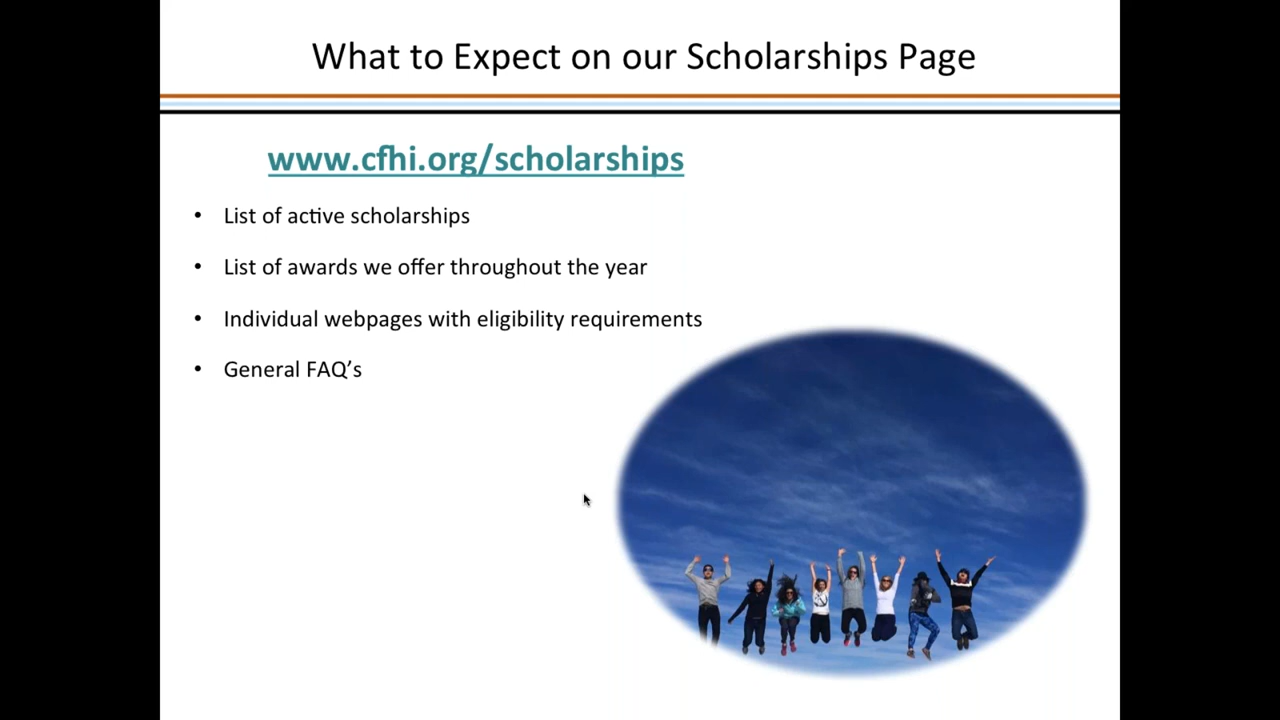 What to Expect on our Scholarships Page
www.cfhi.org/scholarships
• List of active scholarships
• List of awards we offer throughout the year
• Individual webpages with eligibility requirements
• General FAQ’s